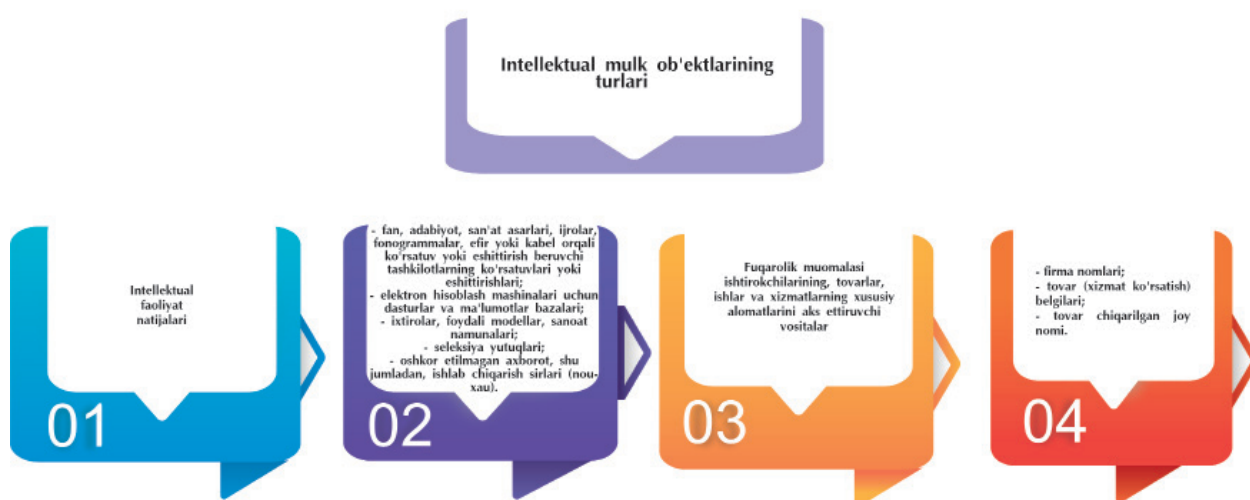 Intellektual mulk ob'ektlarining
turlari
Intellektual
faoliyat
natijalari
01
- fan, adabiyot, san'at asarlari, ijrolar,
fonogrammalar, efir yoki kabel orqali
ko'rsatuv yoki eshittirish beruvchi
tashkilotlarning ko'rsatuvlari yoki
eshittirishlari;
- elektron hisoblash mashinalari uchun
dasturlar va ma'lumotlar bazalari;
- ixtirolar, foydali modellar, sanoat
namunalari;
- seleksiya yutuqlari;
- oshkor etilmagan axborot, shu
jumladan, ishlab chiqarish sirlari (nou-
xau).
02
Fuqarolik muomalasi
ishtirokchilarining, tovarlar,
ishlar va xizmatlarning xususiy
alomatlarini aks ettiruvchi
vositalar
03
- firma nomlari;
- tovar (xizmat ko'rsatish)
belgilari;
- tovar chiqarilgan joy
nomi.
04